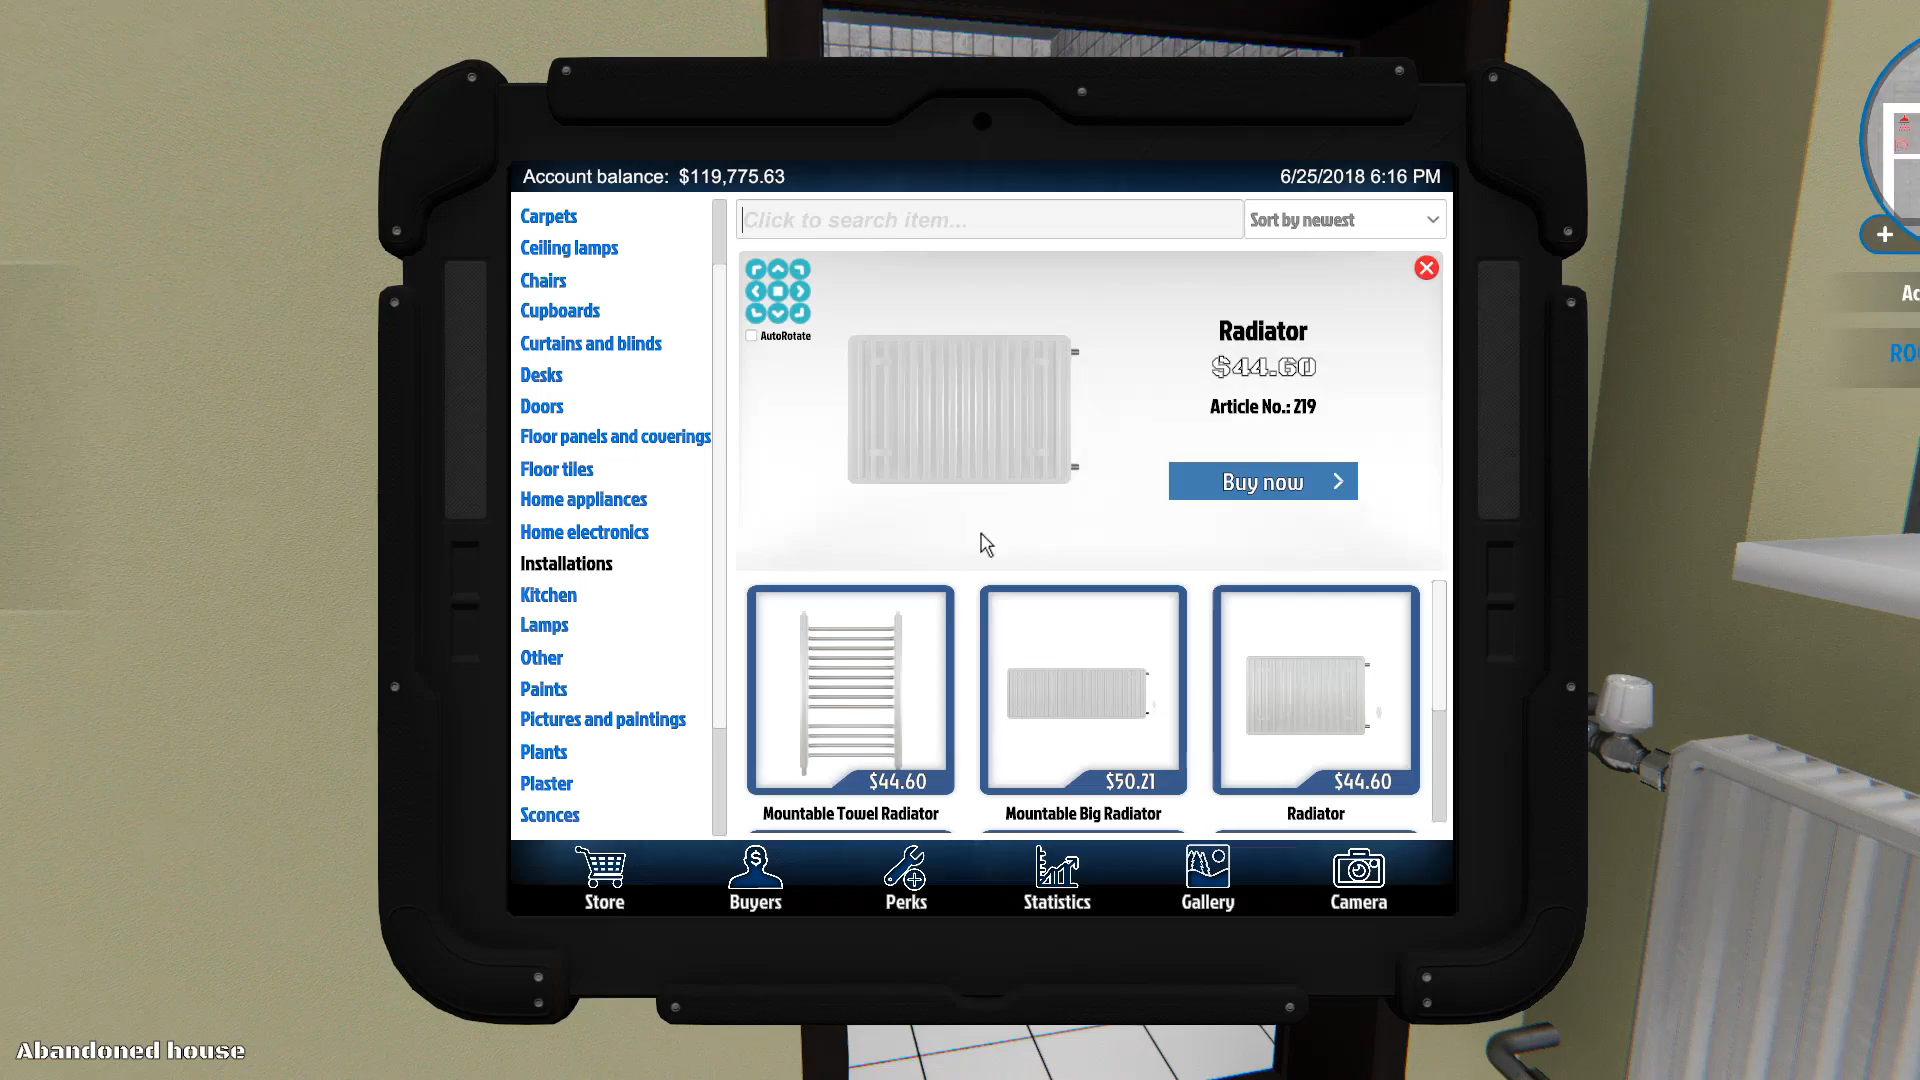 Account balance: $119,775.63
6/25/2018 6:16 PM
Carpets
Ceiling lamps
Chairs
Cupboards
Curtains and blinds
Desks
Doors
Floor panels and coverings
Floor tiles
Home appliances
Home electronics
Installations
Kitchen
Lamps
Other
Paints
Pictures and paintings
Plants
Plaster
Sconces
Click to search item...
Sort by newest
AutoRotate
Radiator
$44.60
Article No.: 219
Buy now
$44.60
$50.21
$44.60
Mountable Towel Radiator
Mountable Big Radiator
Radiator
Store
Buyers
Perks
Statistics
Gallery
Camera
Abandoned house